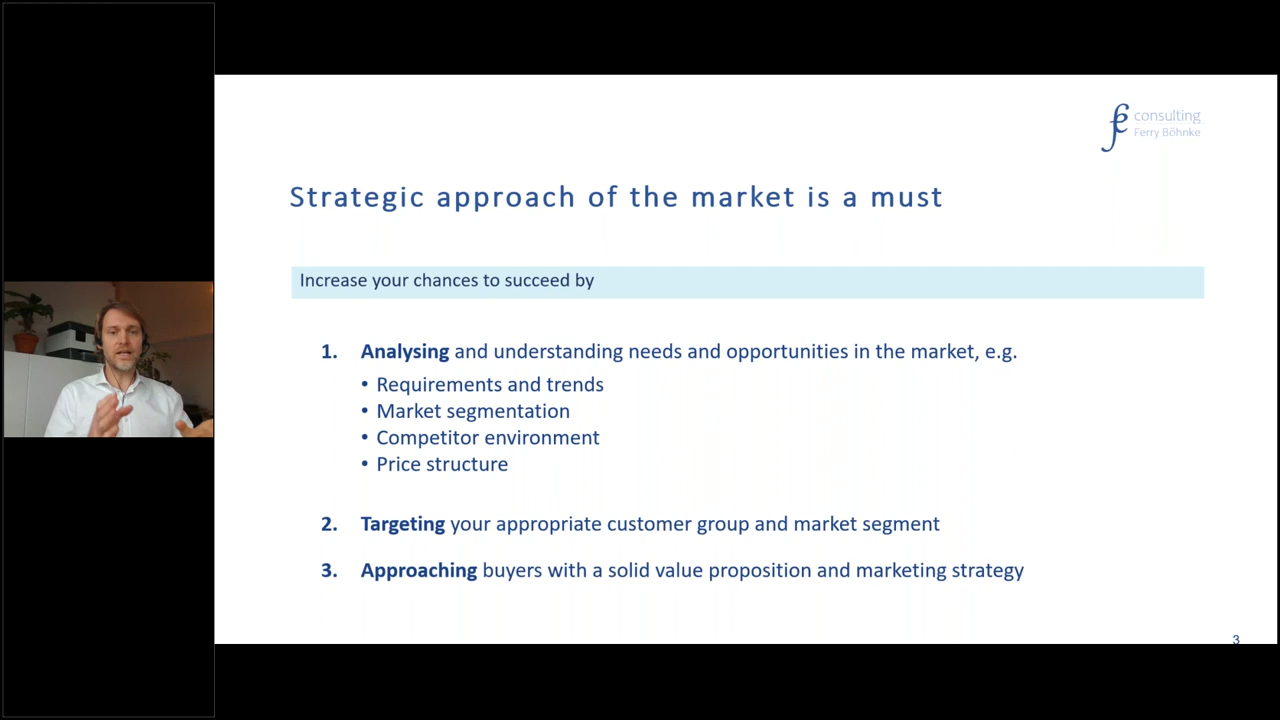 fe consulting
Ferry Böhnke
Strategic approach of the market is a must
Increase your chances to succeed by
1. Analysing and understanding needs and opportunities in the market, e.g.
• Requirements and trends
• Market segmentation
• Competitor environment
• Price structure
2. Targeting your appropriate customer group and market segment
3. Approaching buyers with a solid value proposition and marketing strategy
3